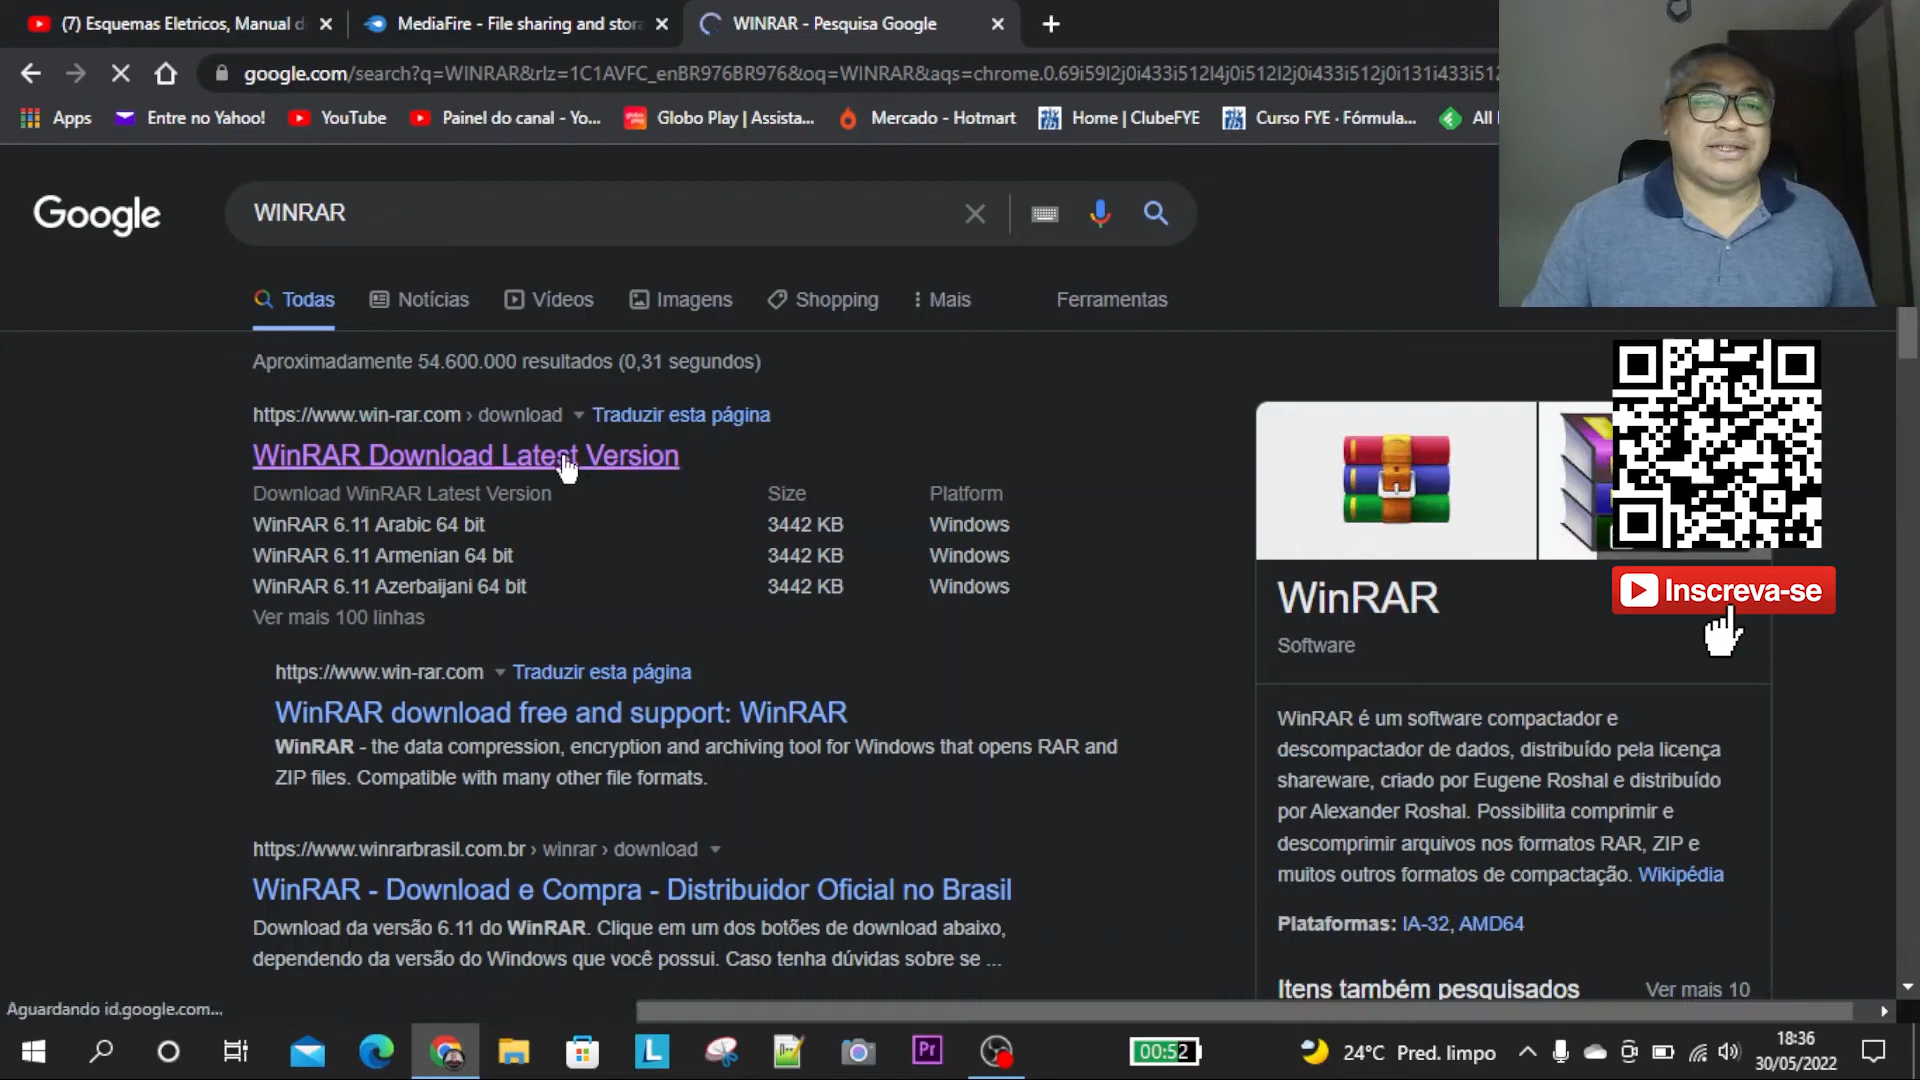 (7) Esquemas Eletricos, Manual d
MediaFire - File sharing and stor
WINRAR - Pesquisa Google
google.com/search?q=WINRAR&rlz=1C1AVFC_enBR976BR976&oq=WINRAR&aqs=chrome.0.69i59l2j0i433i512l4j0i512l2j0i433i512j0i131i433i512
Apps
Entre no Yahoo!
YouTube
Painel do canal - Yo...
Globo Play | Assista...
Mercado - Hotmart
Home | ClubeFYE
Curso FYE · Fórmula...
All
Google
WINRAR
Todas
Notícias
Vídeos
Imagens
Shopping
Mais
Ferramentas
Aproximadamente 54.600.000 resultados (0,31 segundos)
https://www.win-rar.com › download Traduzir esta página
WinRAR Download Latest Version
Download WinRAR Latest Version Size Platform
WinRAR 6.11 Arabic 64 bit 3442 KB Windows
WinRAR 6.11 Armenian 64 bit 3442 KB Windows
WinRAR 6.11 Azerbaijani 64 bit 3442 KB Windows
Ver mais 100 linhas
https://www.win-rar.com Traduzir esta página
WinRAR download free and support: WinRAR
WinRAR - the data compression, encryption and archiving tool for Windows that opens RAR and
ZIP files. Compatible with many other file formats.
https://www.winrarbrasil.com.br › winrar › download
WinRAR - Download e Compra - Distribuidor Oficial no Brasil
Download da versão 6.11 do WinRAR. Clique em um dos botões de download abaixo,
dependendo da versão do Windows que você possui. Caso tenha dúvidas sobre se ...
Inscreva-se
WinRAR
Software
WinRAR é um software compactador e
descompactador de dados, distribuído pela licença
shareware, criado por Eugene Roshal e distribuído
por Alexander Roshal. Possibilita comprimir e
descomprimir arquivos nos formatos RAR, ZIP e
muitos outros formatos de compactação. Wikipédia
Plataformas: IA-32, AMD64
Itens também pesquisados Ver mais 10
Aguardando id.google.com...
L
Pr
00:52
24°C Pred. limpo
18:36
30/05/2022